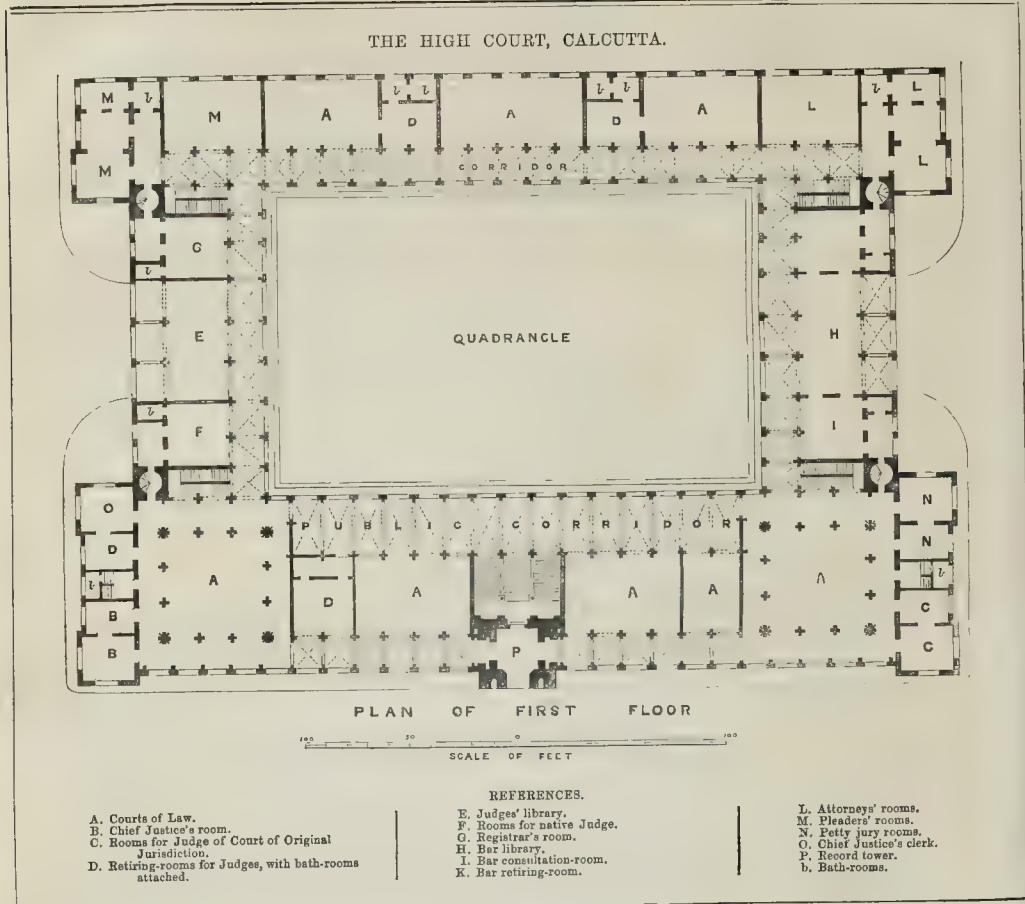 THE HIGH COURT, CALCUTTA.
M b M A b b D A b b D A L b L
M L
CORRIDOR
G
b
E QUADRANGLE H
b
F I
O N
PUBLIC CORRIDOR
D N
A A
b D A A A b
B C
P
B C
PLAN OF FIRST FLOOR
100 50 0 100
SCALE OF FEET
REFERENCES.
A. Courts of Law.
B. Chief Justice's room.
C. Rooms for Judge of Court of Original
Jurisdiction.
D. Retiring-rooms for Judges, with bath-rooms
attached.
E. Judges' library.
F. Rooms for native Judge.
G. Registrar's room.
H. Bar library.
I. Bar consultation-room.
K. Bar retiring-room.
L. Attorneys' rooms.
M. Pleaders' rooms.
N. Petty jury rooms.
O. Chief Justice's clerk.
P. Record tower.
b. Bath-rooms.